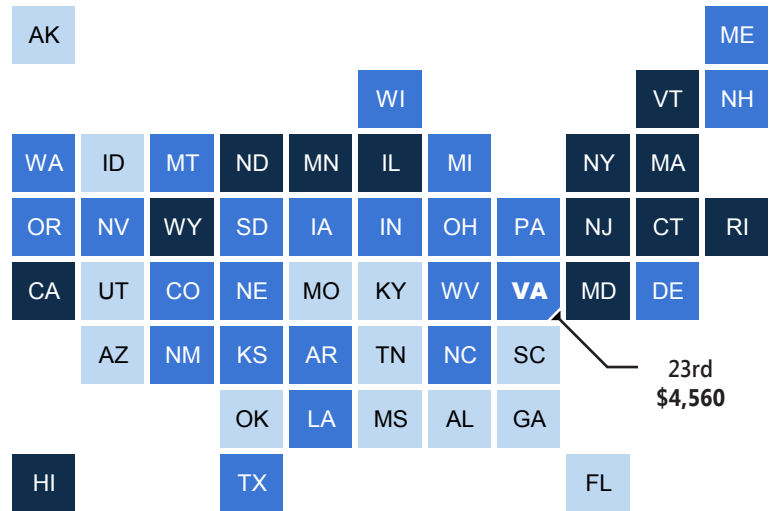 AK ME
WI VT NH
WA ID MT ND MN IL MI NY MA
OR NV WY SD IA IN OH PA NJ CT RI
CA UT CO NE MO KY WV VA MD DE
AZ NM KS AR TN NC SC
23rd
$4,560
OK LA MS AL GA
HI TX FL